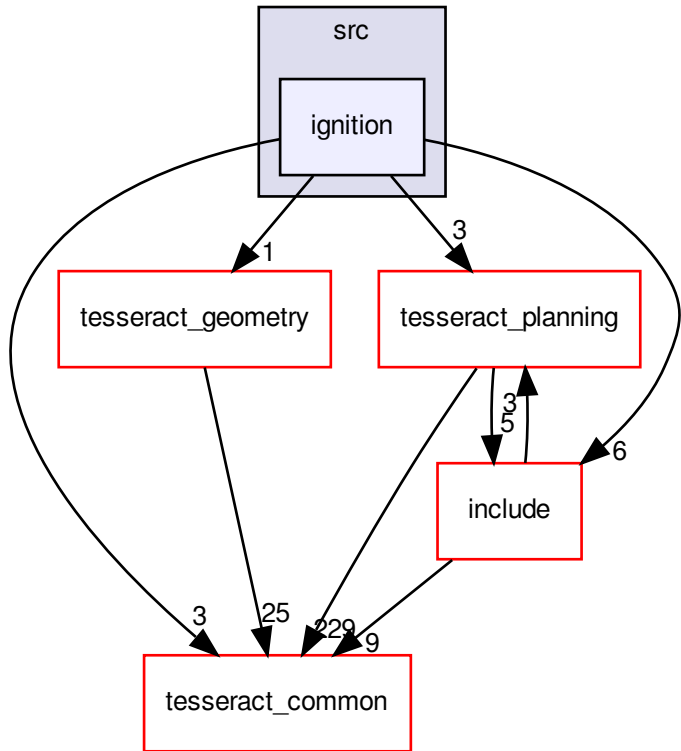 src
ignition
1
3
tesseract_geometry
tesseract_planning
3
5
6
include
3
25
229
9
tesseract_common